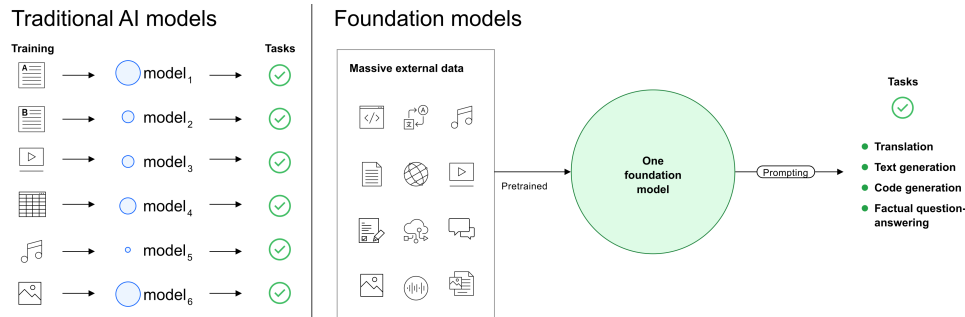 Traditional AI models
Training
Tasks
A
model1
B
model2
model3
model4
model5
model6
Foundation models
Massive external data
</>
A
文
Pretrained
One
foundation
model
Prompting
Tasks
Translation
Text generation
Code generation
Factual question-
answering